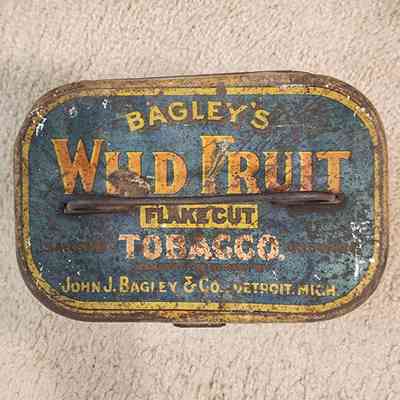 BAGLEY'S
WILD FRUIT
FLAKE CUT
TOBACCO.
JOHN J. BAGLEY & CO. DETROIT. MICH.